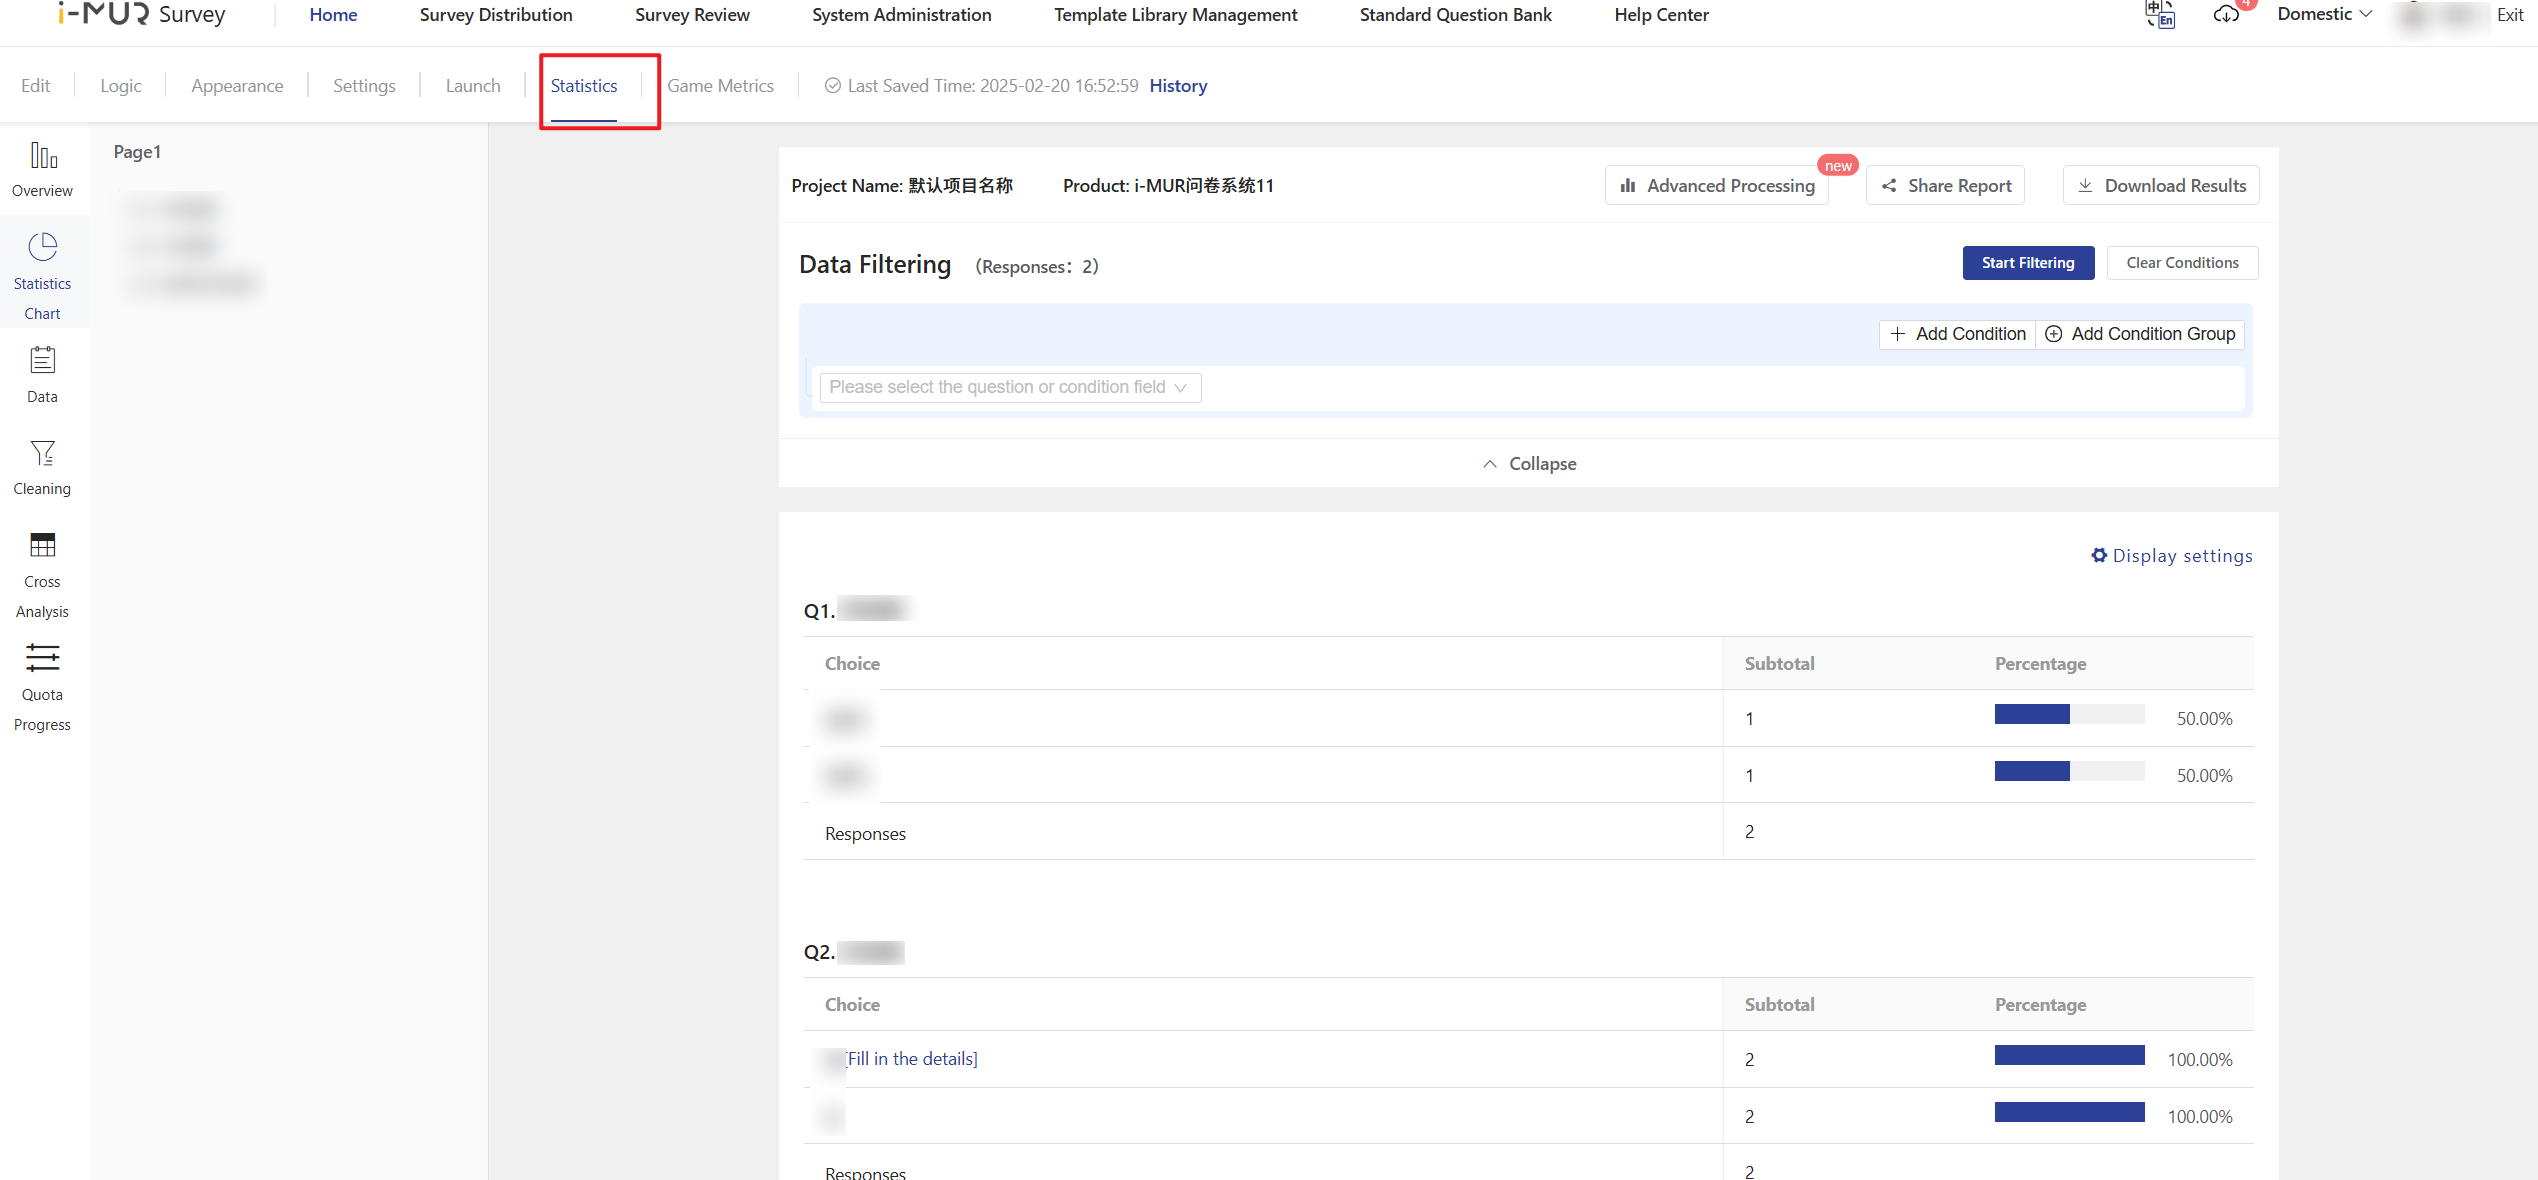 i-MUR Survey Home Survey Distribution Survey Review System Administration Template Library Management Standard Question Bank Help Center 中 En 4 Domestic Exit
Edit Logic Appearance Settings Launch Statistics Game Metrics Last Saved Time: 2025-02-20 16:52:59 History
Overview
Statistics
Chart
Data
Cleaning
Cross
Analysis
Quota
Progress
Page1
Project Name: 默认项目名称 Product: i-MUR问卷系统11 Advanced Processing new Share Report Download Results
Data Filtering （Responses：2） Start Filtering Clear Conditions
Add Condition Add Condition Group
Please select the question or condition field
Collapse
Display settings
Q1.
Choice Subtotal Percentage
1 50.00%
1 50.00%
Responses 2
Q2.
Choice Subtotal Percentage
[Fill in the details] 2 100.00%
2 100.00%
Responses 2